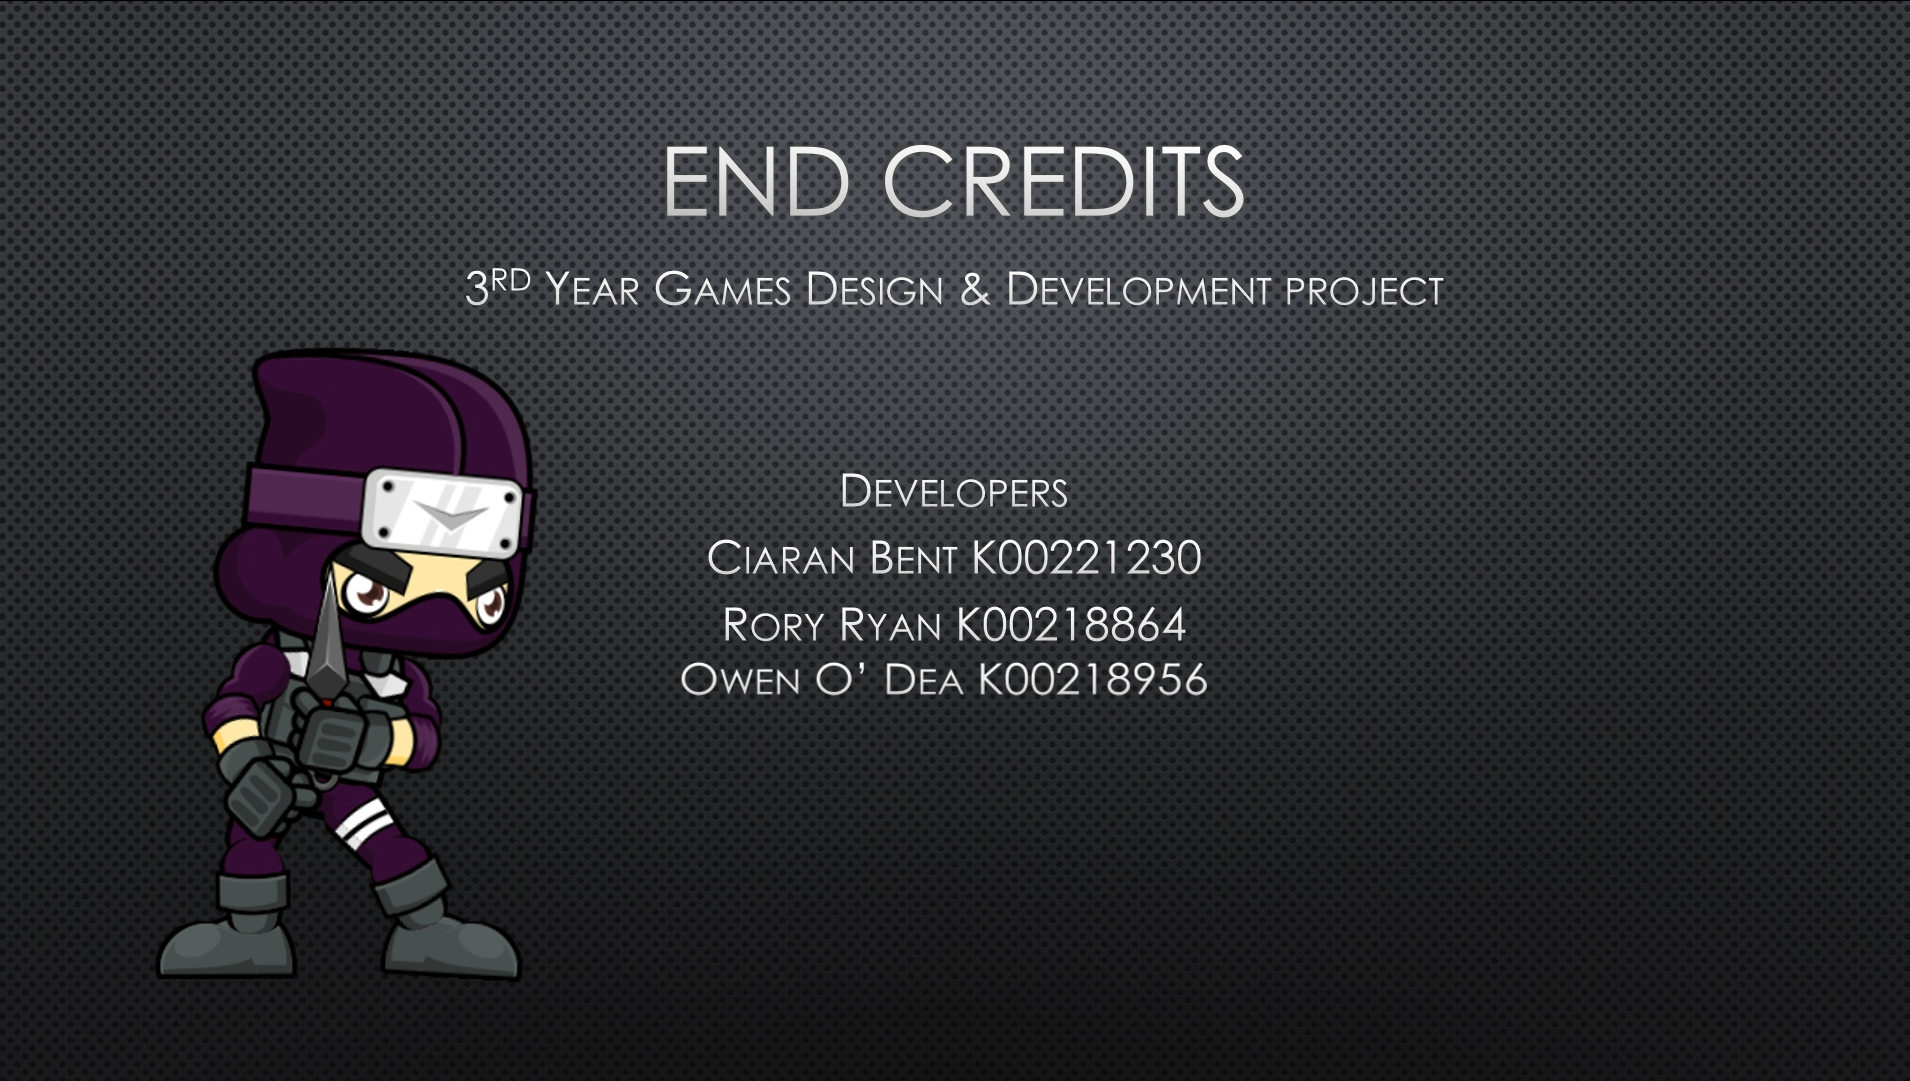 END CREDITS
3RD YEAR GAMES DESIGN & DEVELOPMENT PROJECT
DEVELOPERS
CIARAN BENT K00221230
RORY RYAN K00218864
OWEN O’ DEA K00218956